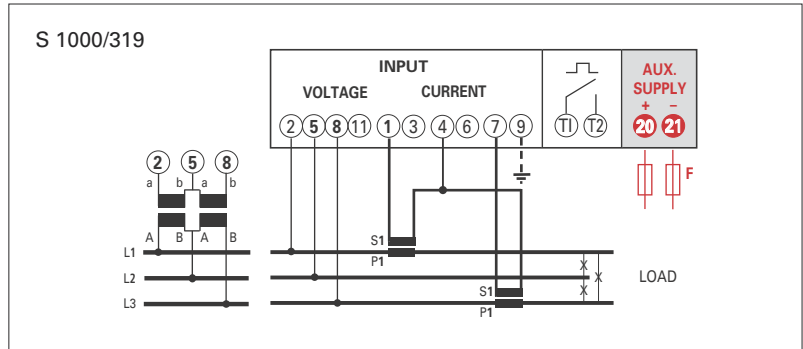 S 1000/319
INPUT
VOLTAGE CURRENT
AUX.
SUPPLY
+ −
2 5 8 11 1 3 4 6 7 9 T1 T2 20 21
F
2 5 8
a b a b
A B A B
L1
L2
L3
S1
P1
S1
P1
X
X
X
LOAD